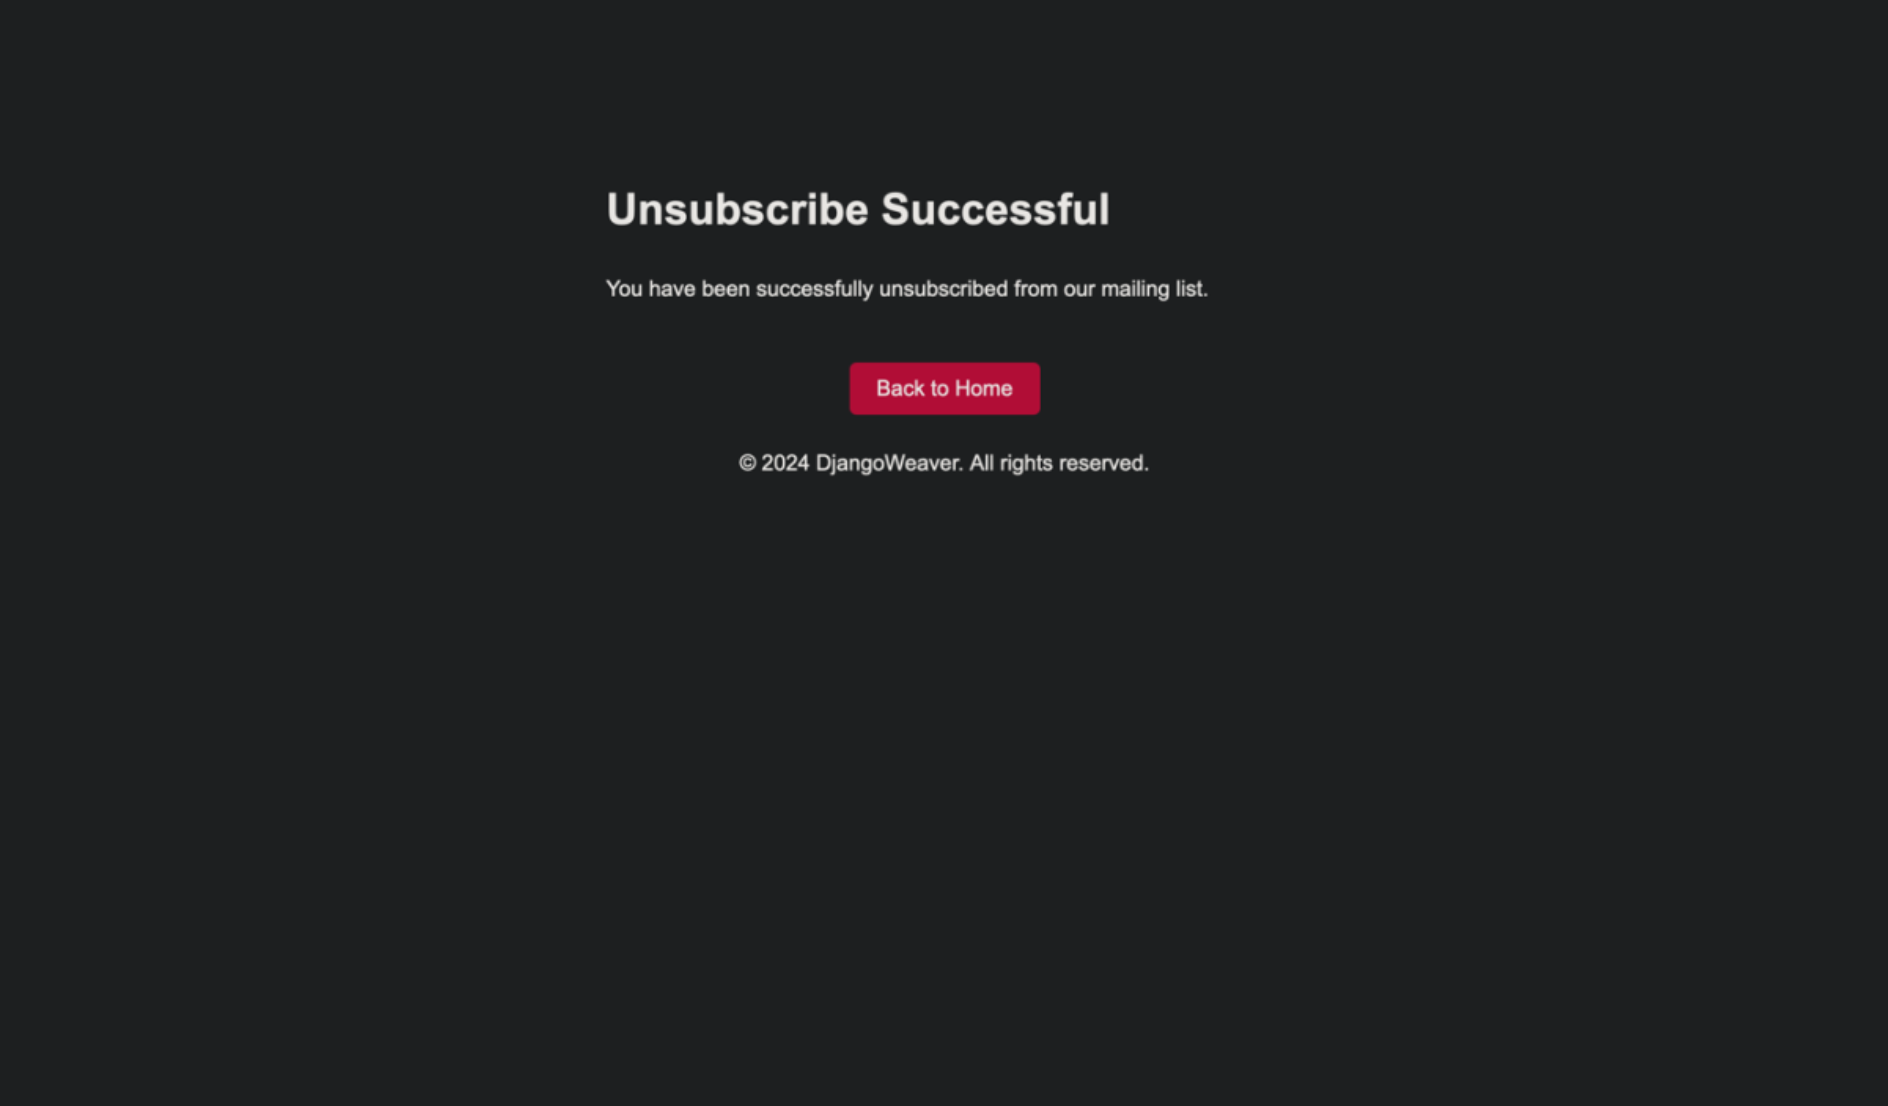 Unsubscribe Successful
You have been successfully unsubscribed from our mailing list.
Back to Home
© 2024 DjangoWeaver. All rights reserved.